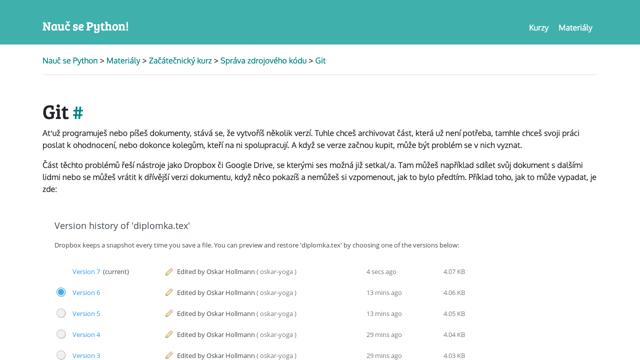 Nauč se Python!
Kurzy Materiály
Nauč se Python > Materiály > Začátečnický kurz > Správa zdrojového kódu > Git
Git #
Ať už programuješ nebo píšeš dokumenty, stává se, že vytvoříš několik verzí. Tuhle chceš archivovat část, která už není potřeba, tamhle chceš svoji práci
poslat k ohodnocení, nebo dokonce kolegům, kteří na ni spolupracují. A když se verze začnou kupit, může být problém se v nich vyznat.
Část těchto problémů řeší nástroje jako Dropbox či Google Drive, se kterými ses možná již setkal/a. Tam můžeš například sdílet svůj dokument s dalšími
lidmi nebo se můžeš vrátit k dřívější verzi dokumentu, když něco pokazíš a nemůžeš si vzpomenout, jak to bylo předtím. Příklad toho, jak to může vypadat, je
zde:
Version history of 'diplomka.tex'
Dropbox keeps a snapshot every time you save a file. You can preview and restore 'diplomka.tex' by choosing one of the versions below:
Version 7 (current) Edited by Oskar Hollmann ( oskar-yoga ) 4 secs ago 4.07 KB
Version 6 Edited by Oskar Hollmann ( oskar-yoga ) 13 mins ago 4.06 KB
Version 5 Edited by Oskar Hollmann ( oskar-yoga ) 13 mins ago 4.05 KB
Version 4 Edited by Oskar Hollmann ( oskar-yoga ) 29 mins ago 4.04 KB
Version 3 Edited by Oskar Hollmann ( oskar-yoga ) 29 mins ago 4.03 KB